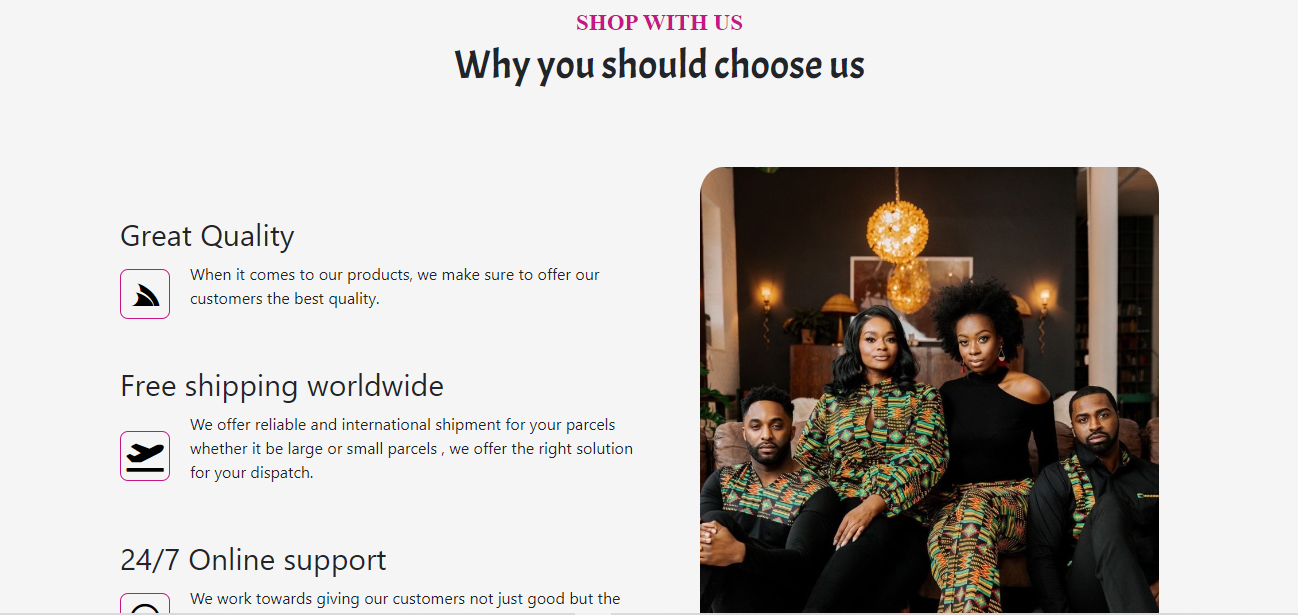 SHOP WITH US
Why you should choose us
Great Quality
When it comes to our products, we make sure to offer our
customers the best quality.
Free shipping worldwide
We offer reliable and international shipment for your parcels
whether it be large or small parcels , we offer the right solution
for your dispatch.
24/7 Online support
We work towards giving our customers not just good but the